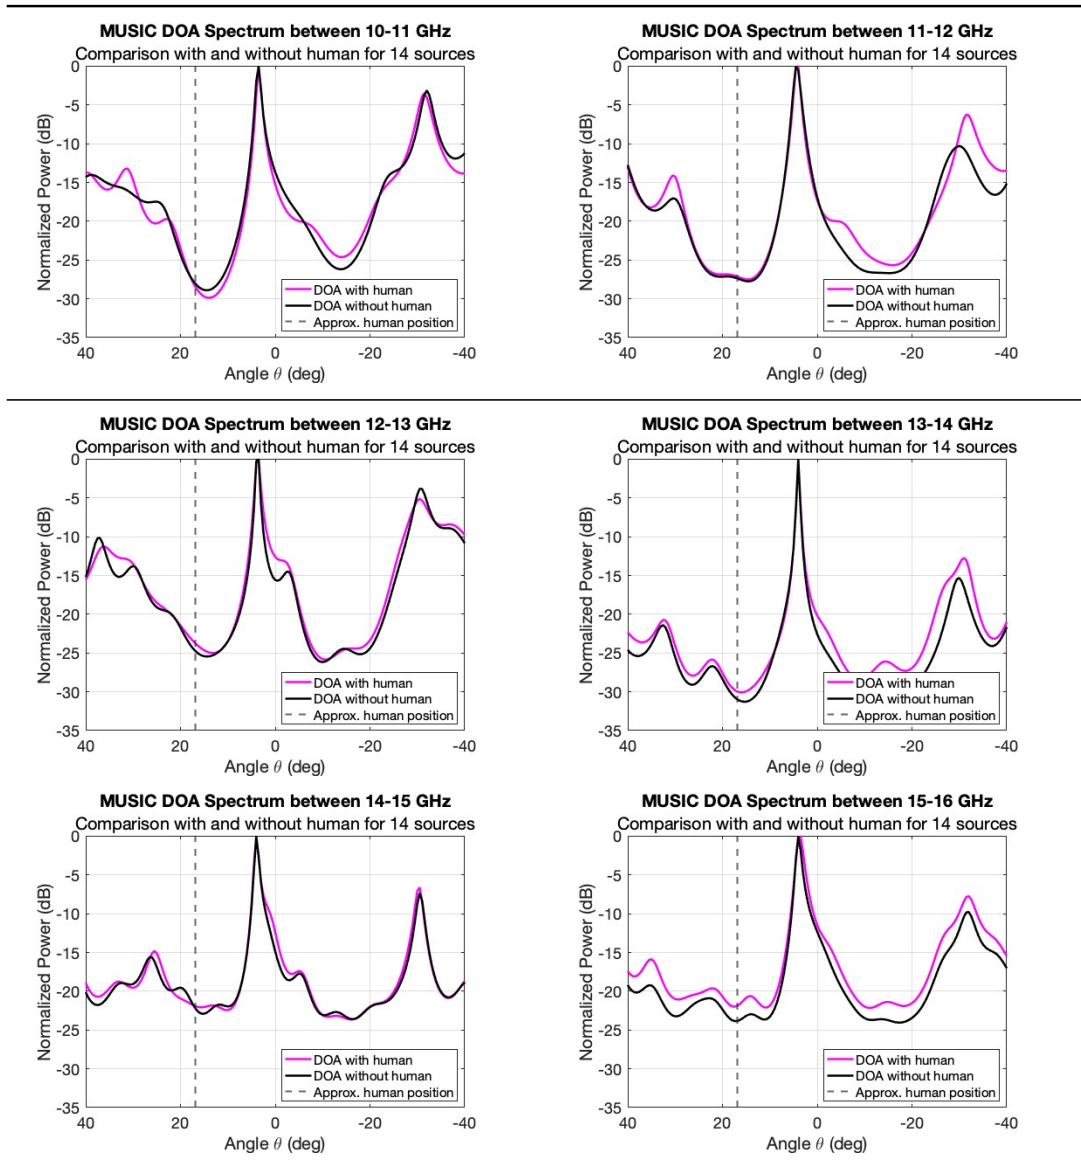 MUSIC DOA Spectrum between 10-11 GHz
Comparison with and without human for 14 sources
0
-5
-10
-15
-20
-25
-30
-35
Normalized Power (dB)
DOA with human
DOA without human
Approx. human position
40 20 0 -20 -40
Angle θ (deg)
MUSIC DOA Spectrum between 11-12 GHz
Comparison with and without human for 14 sources
0
-5
-10
-15
-20
-25
-30
-35
Normalized Power (dB)
DOA with human
DOA without human
Approx. human position
40 20 0 -20 -40
Angle θ (deg)
MUSIC DOA Spectrum between 12-13 GHz
Comparison with and without human for 14 sources
0
-5
-10
-15
-20
-25
-30
-35
Normalized Power (dB)
DOA with human
DOA without human
Approx. human position
40 20 0 -20 -40
Angle θ (deg)
MUSIC DOA Spectrum between 13-14 GHz
Comparison with and without human for 14 sources
0
-5
-10
-15
-20
-25
-30
-35
Normalized Power (dB)
DOA with human
DOA without human
Approx. human position
40 20 0 -20 -40
Angle θ (deg)
MUSIC DOA Spectrum between 14-15 GHz
Comparison with and without human for 14 sources
0
-5
-10
-15
-20
-25
-30
-35
Normalized Power (dB)
DOA with human
DOA without human
Approx. human position
40 20 0 -20 -40
Angle θ (deg)
MUSIC DOA Spectrum between 15-16 GHz
Comparison with and without human for 14 sources
0
-5
-10
-15
-20
-25
-30
-35
Normalized Power (dB)
DOA with human
DOA without human
Approx. human position
40 20 0 -20 -40
Angle θ (deg)